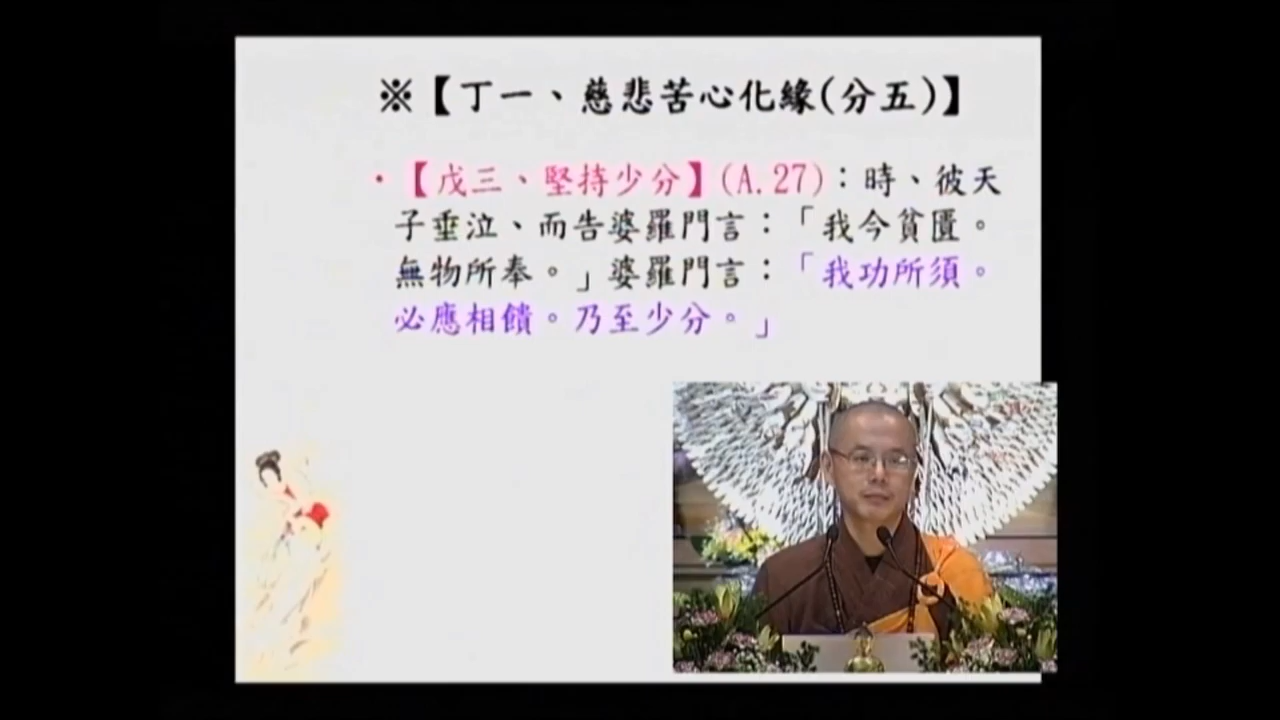 ※【丁一、慈悲苦心化緣(分五)】
・【戊三、堅持少分】(A.27)：時、彼天
子垂泣、而告婆羅門言：「我今貧匱。
無物所奉。」婆羅門言：「我功所須。
必應相饋。乃至少分。」